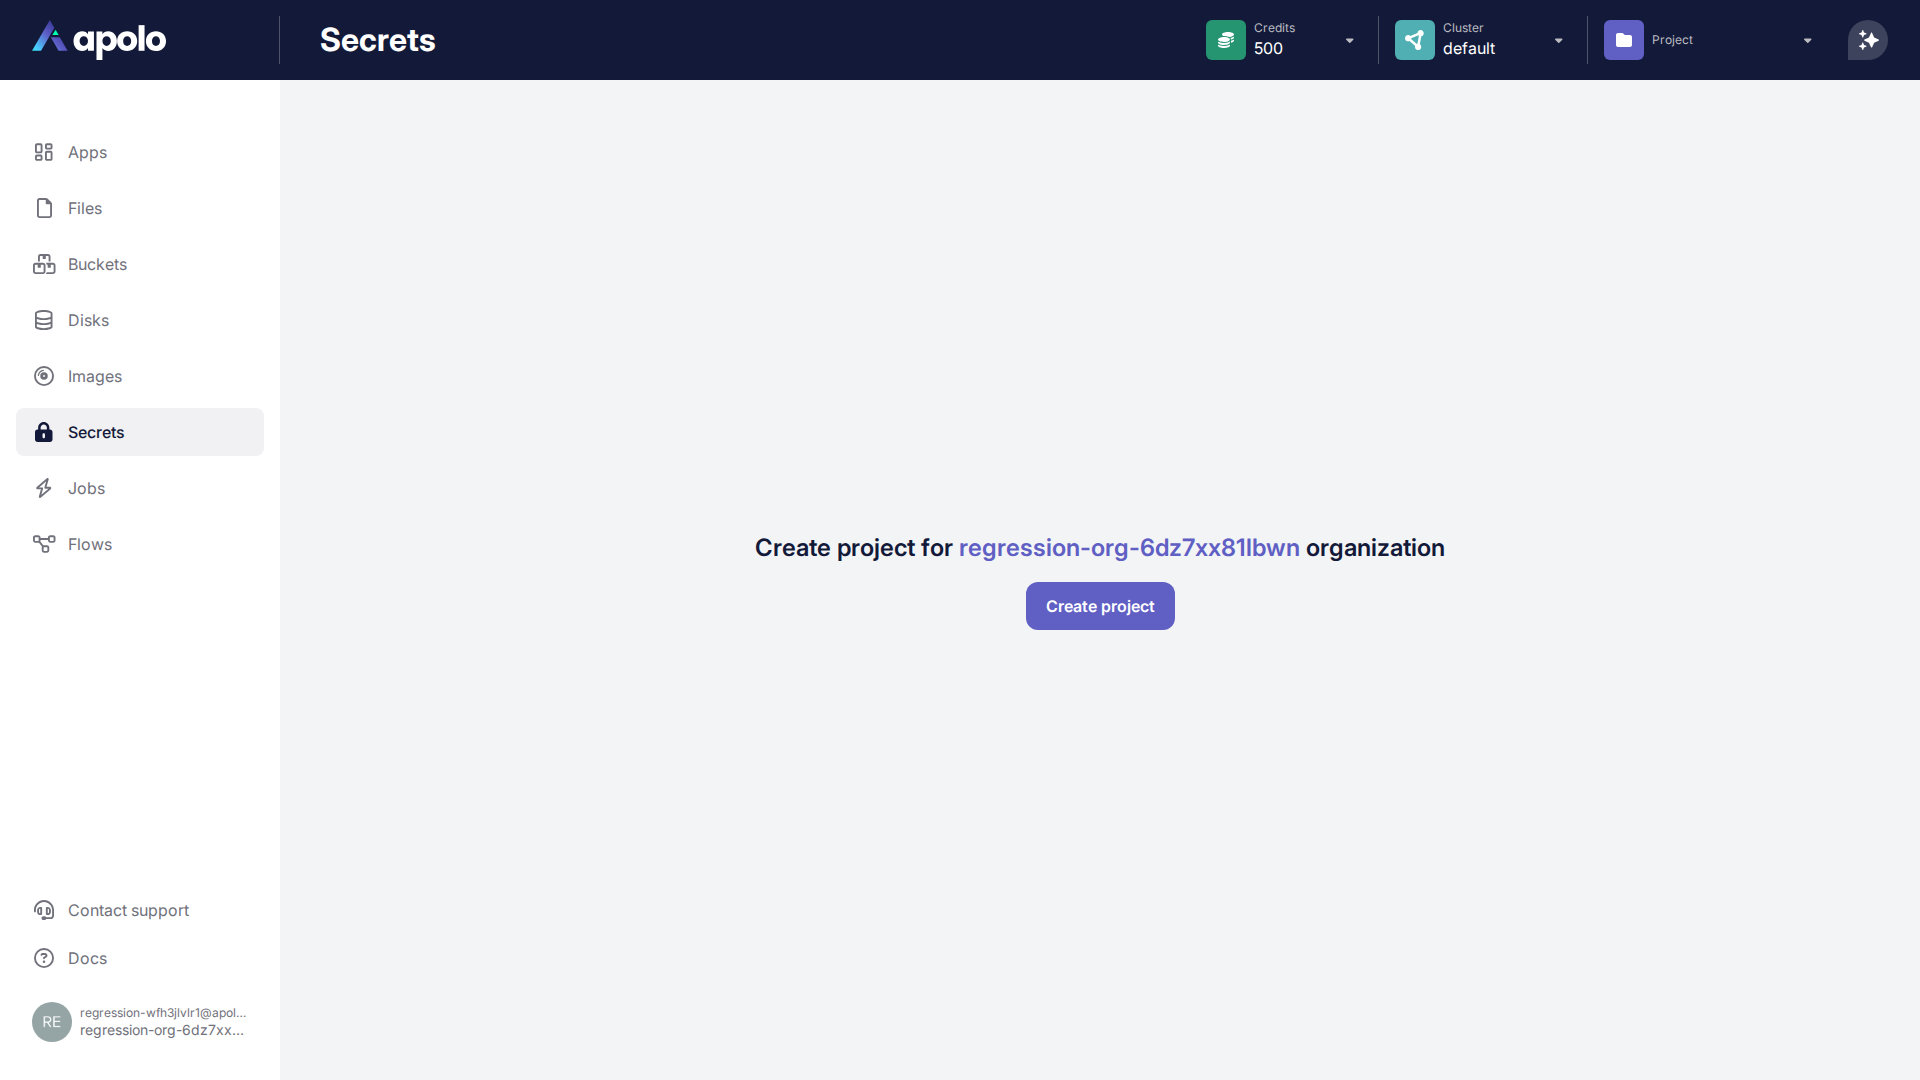 apolo
Secrets
Credits
500
Cluster
default
Project
Apps
Files
Buckets
Disks
Images
Secrets
Jobs
Flows
Create project for regression-org-6dz7xx81lbwn organization
Create project
Contact support
Docs
RE
regression-wfh3jlvlr1@apol...
regression-org-6dz7xx...